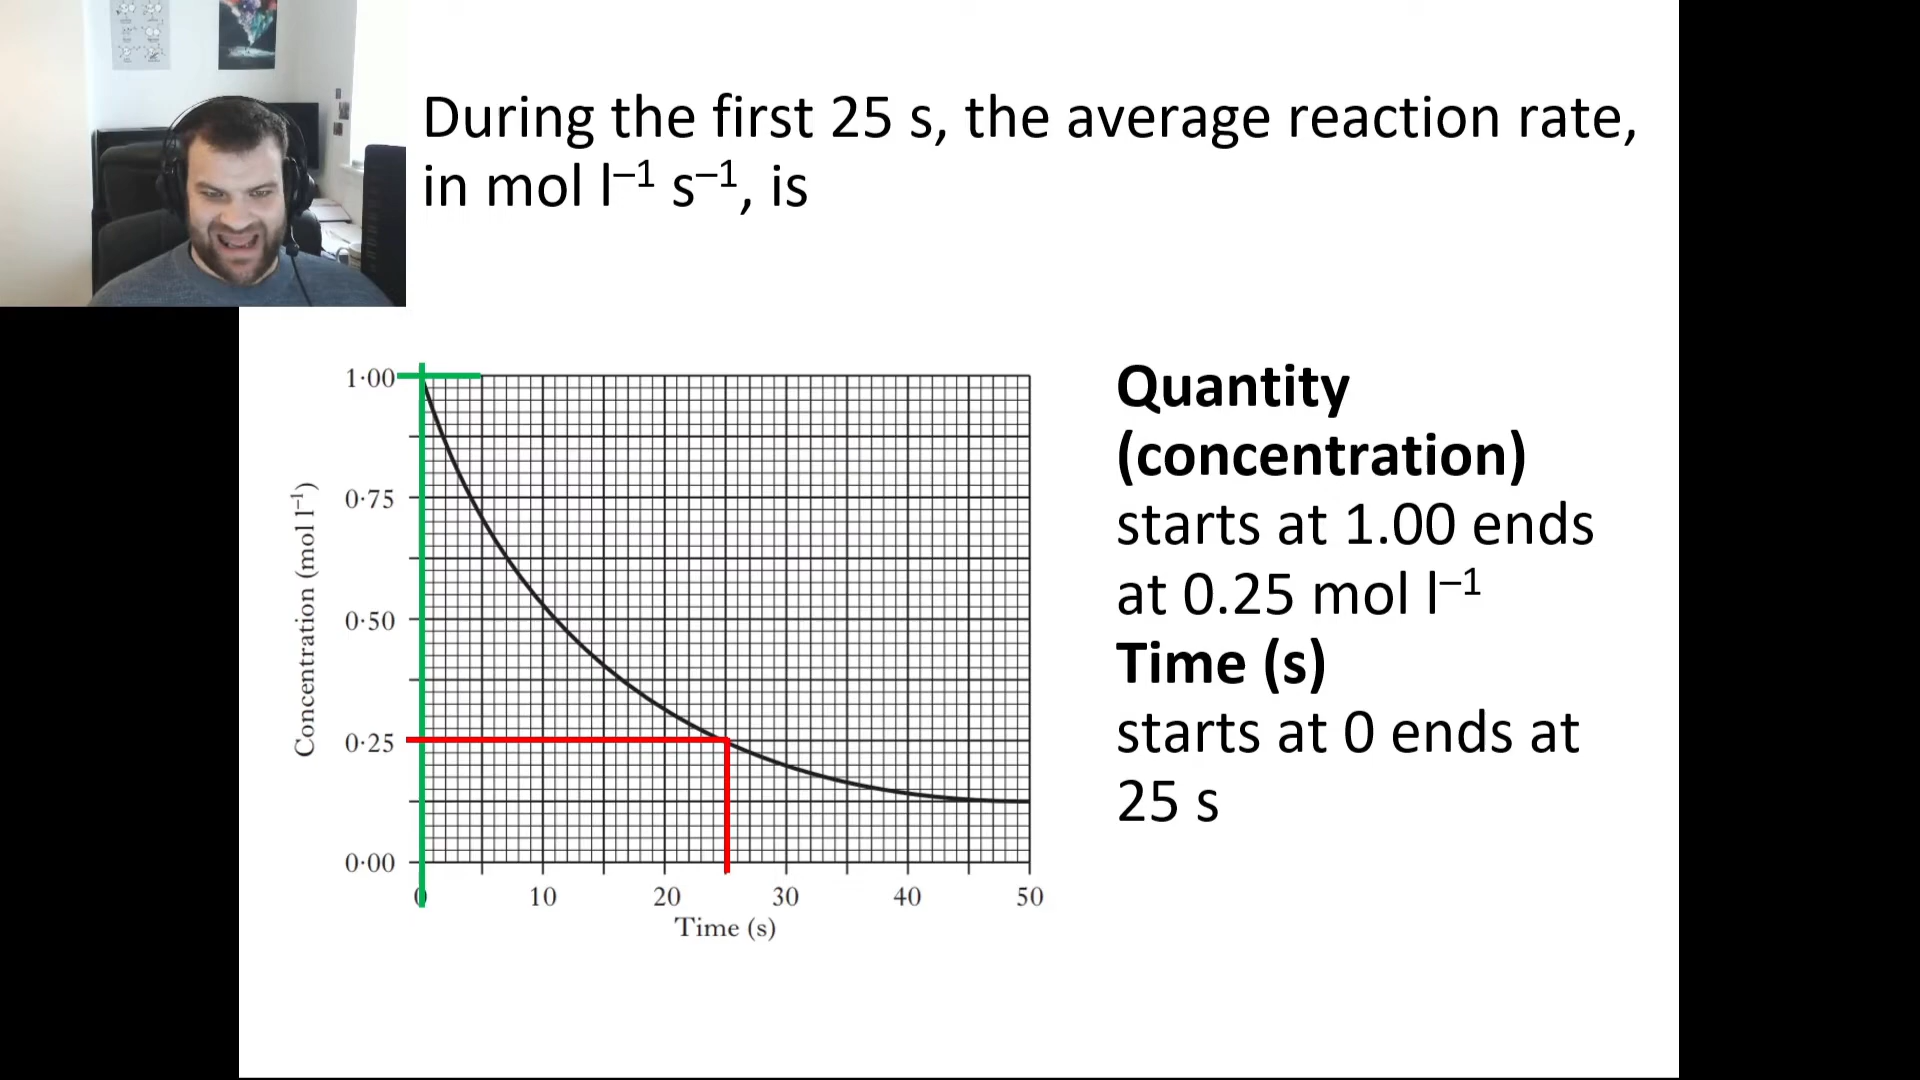 During the first 25 s, the average reaction rate,
in mol l⁻¹ s⁻¹, is
1·00
0·75
0·50
0·25
0·00
Concentration (mol l⁻¹)
0 10 20 30 40 50
Time (s)
Quantity
(concentration)
starts at 1.00 ends
at 0.25 mol l⁻¹
Time (s)
starts at 0 ends at
25 s